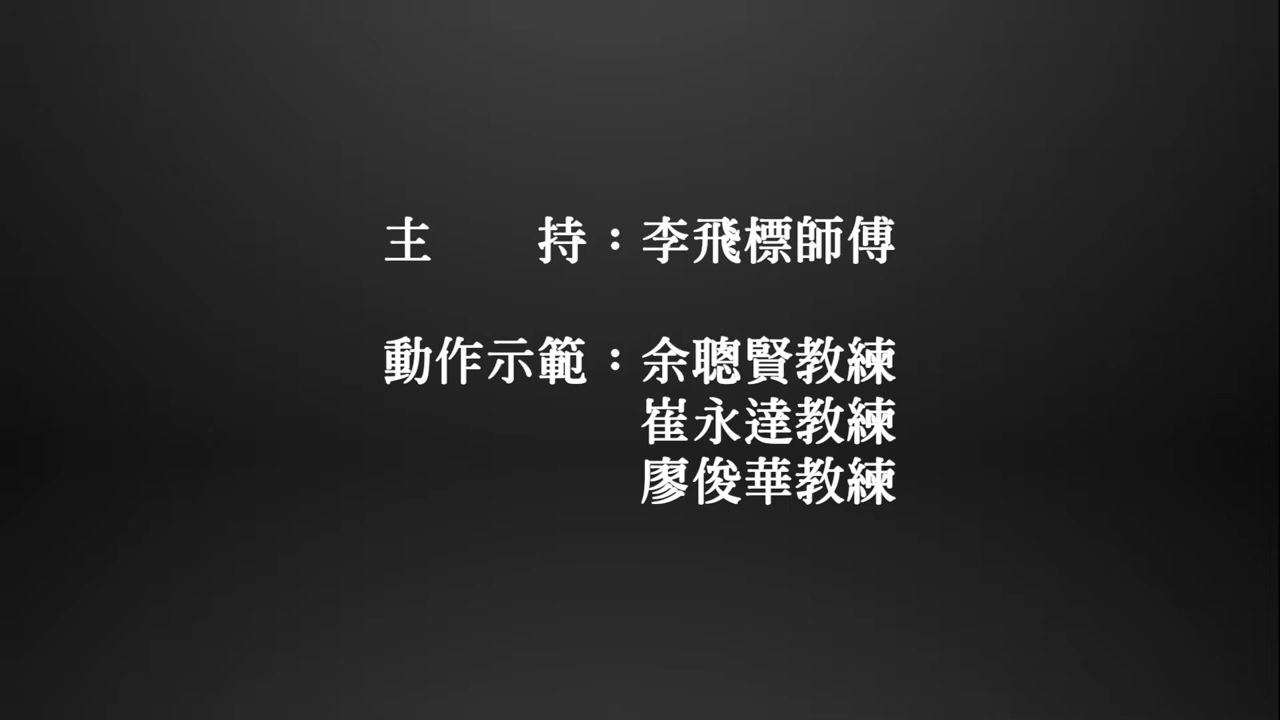 主　　持：李飛標師傅
動作示範：余聰賢教練
崔永達教練
廖俊華教練